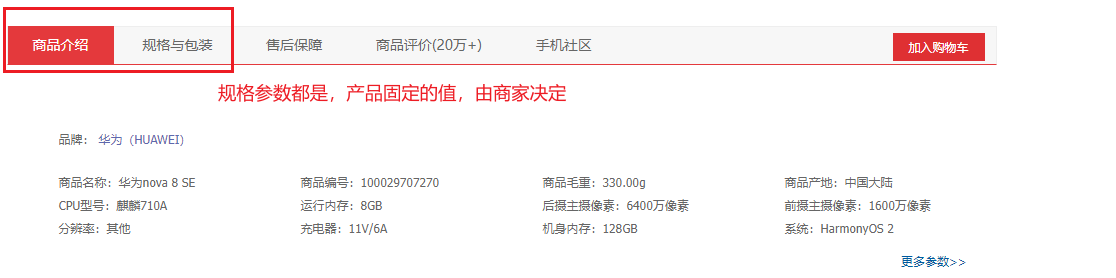 商品介绍 规格与包装 售后保障 商品评价(20万+) 手机社区 加入购物车
规格参数都是，产品固定的值，由商家决定
品牌： 华为（HUAWEI）
商品名称：华为nova 8 SE 商品编号：100029707270 商品毛重：330.00g 商品产地：中国大陆
CPU型号：麒麟710A 运行内存：8GB 后摄主摄像素：6400万像素 前摄主摄像素：1600万像素
分辨率：其他 充电器：11V/6A 机身内存：128GB 系统：HarmonyOS 2
更多参数>>